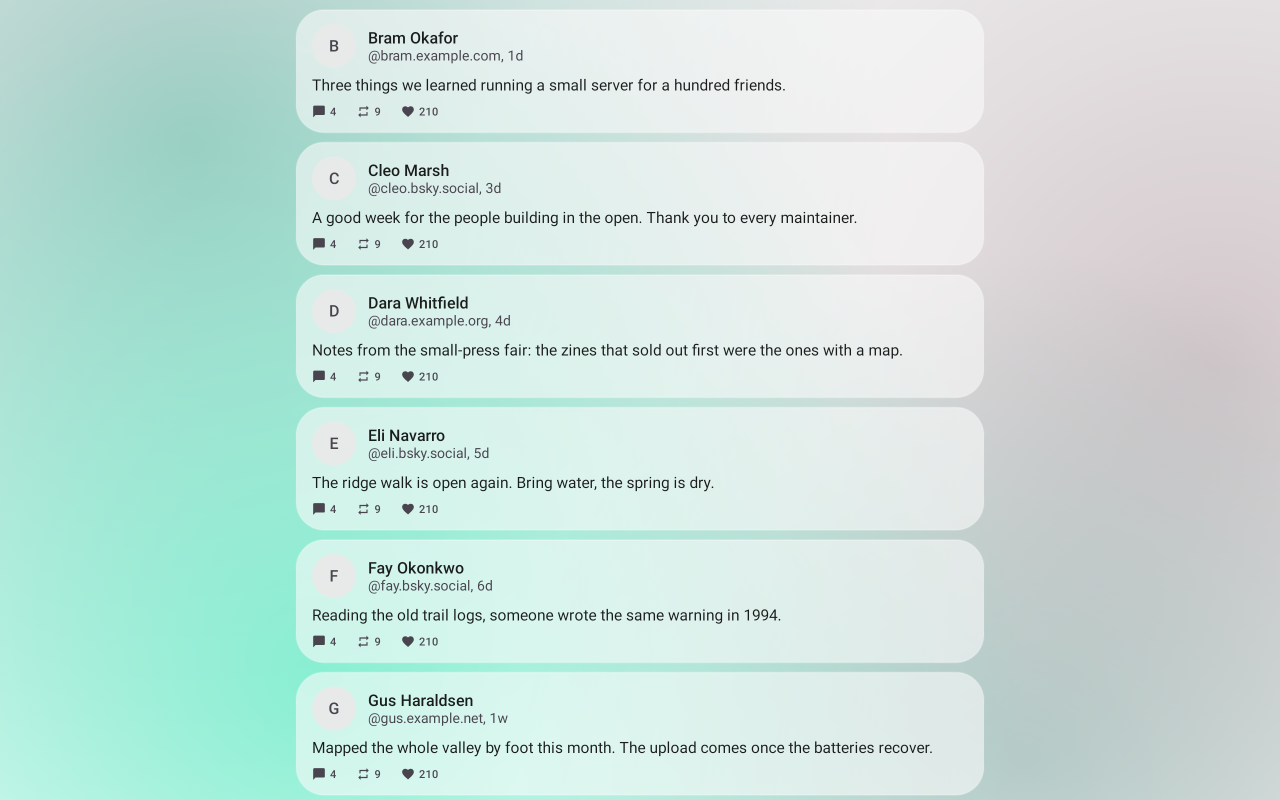 B
Bram Okafor
@bram.example.com, 1d
Three things we learned running a small server for a hundred friends.
4 9 210
C
Cleo Marsh
@cleo.bsky.social, 3d
A good week for the people building in the open. Thank you to every maintainer.
4 9 210
D
Dara Whitfield
@dara.example.org, 4d
Notes from the small-press fair: the zines that sold out first were the ones with a map.
4 9 210
E
Eli Navarro
@eli.bsky.social, 5d
The ridge walk is open again. Bring water, the spring is dry.
4 9 210
F
Fay Okonkwo
@fay.bsky.social, 6d
Reading the old trail logs, someone wrote the same warning in 1994.
4 9 210
G
Gus Haraldsen
@gus.example.net, 1w
Mapped the whole valley by foot this month. The upload comes once the batteries recover.
4 9 210